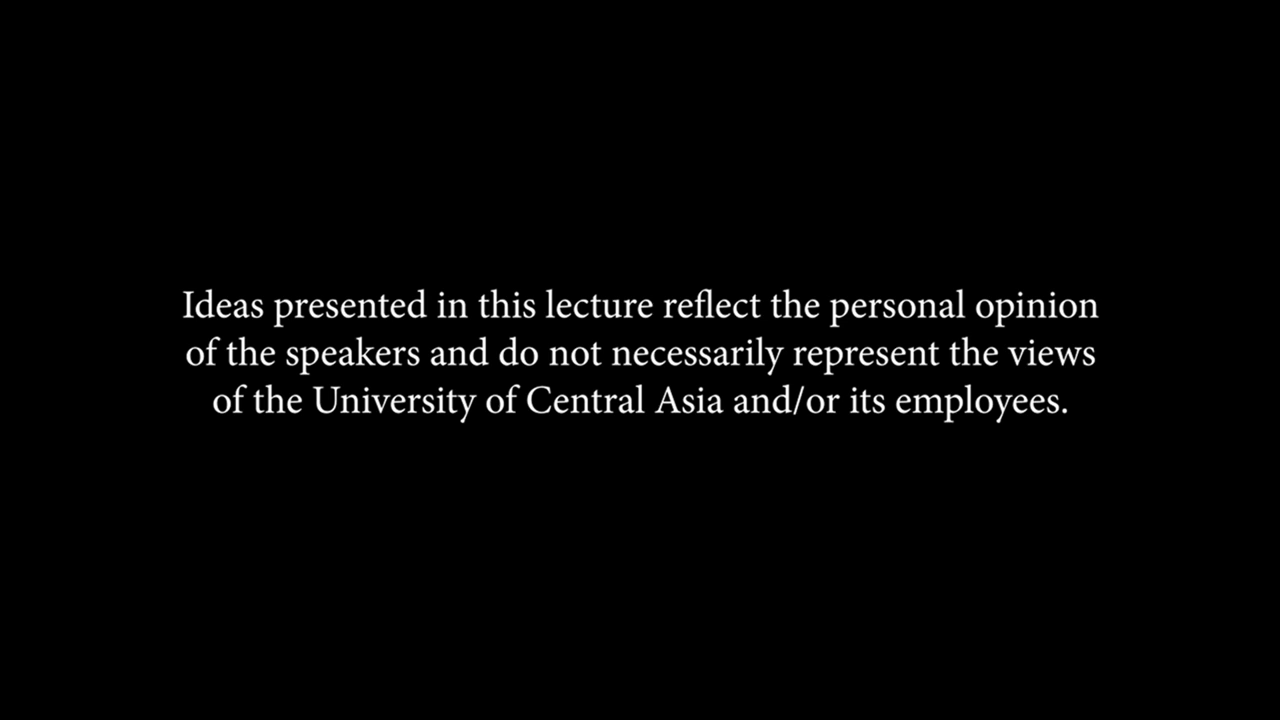 Ideas presented in this lecture reflect the personal opinion
of the speakers and do not necessarily represent the views
of the University of Central Asia and/or its employees.